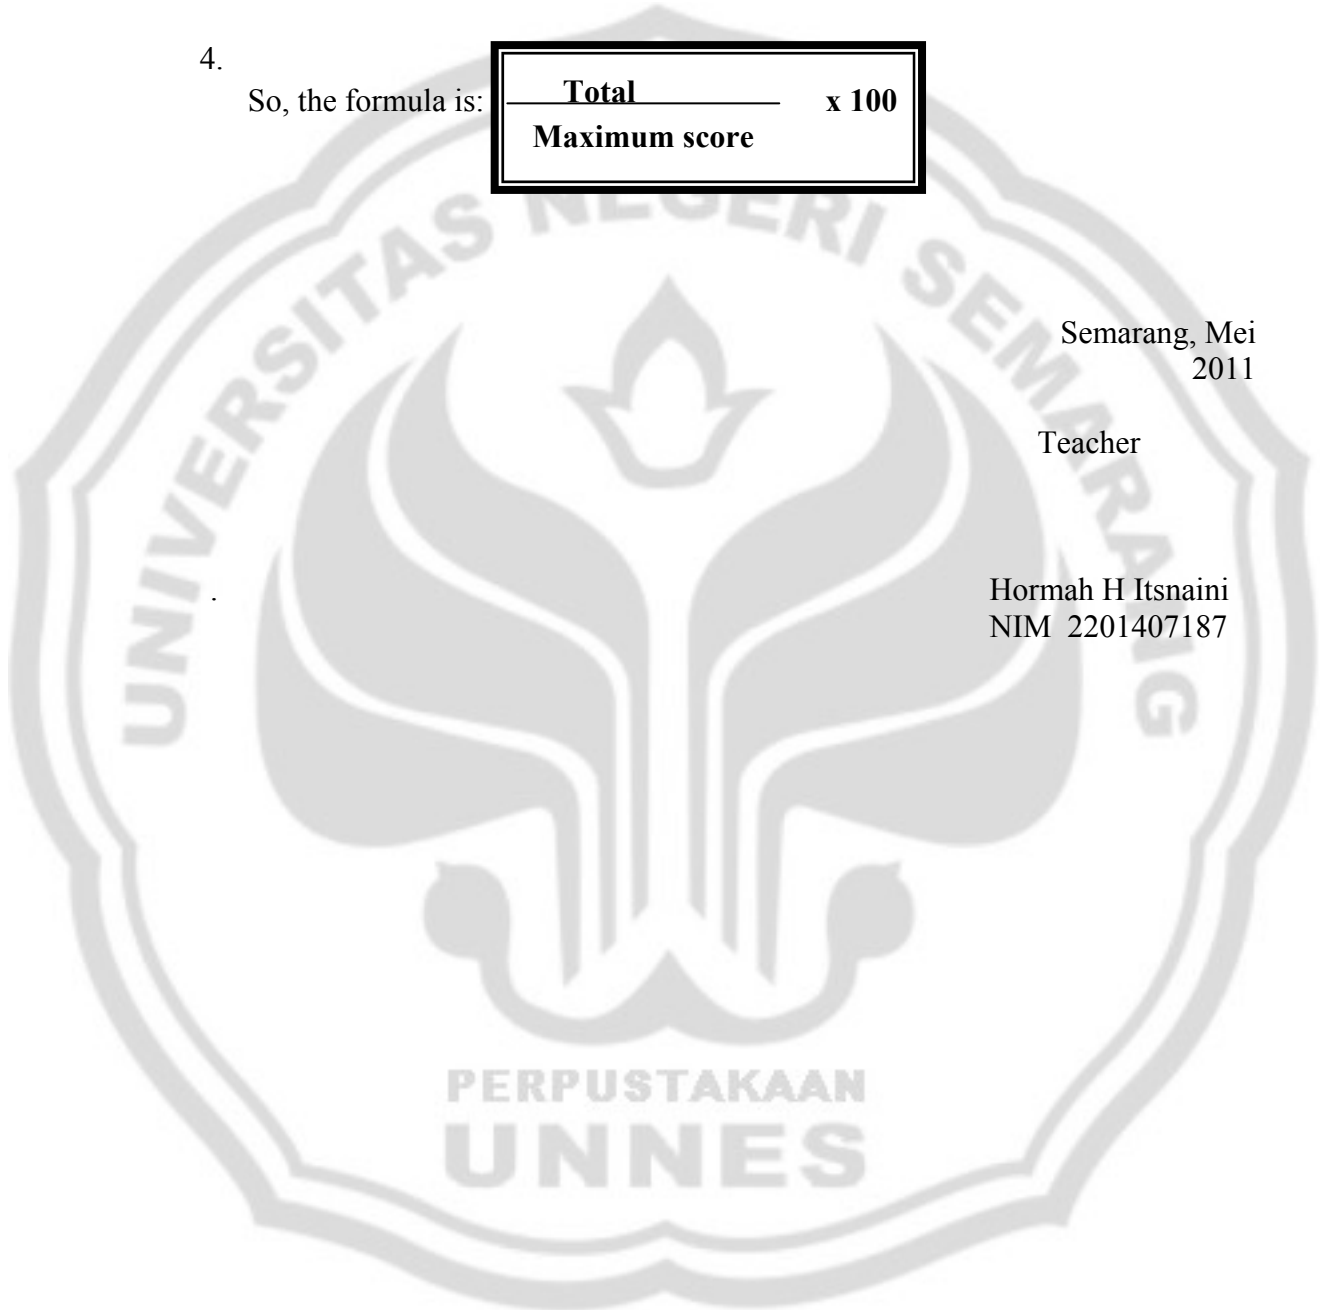 4.
So, the formula is: Total x 100
Maximum score
UNIVERSITAS NEGERI SEMARANG
Semarang, Mei
2011
Teacher
.
Hormah H Itsnaini
NIM 2201407187
PERPUSTAKAAN
UNNES